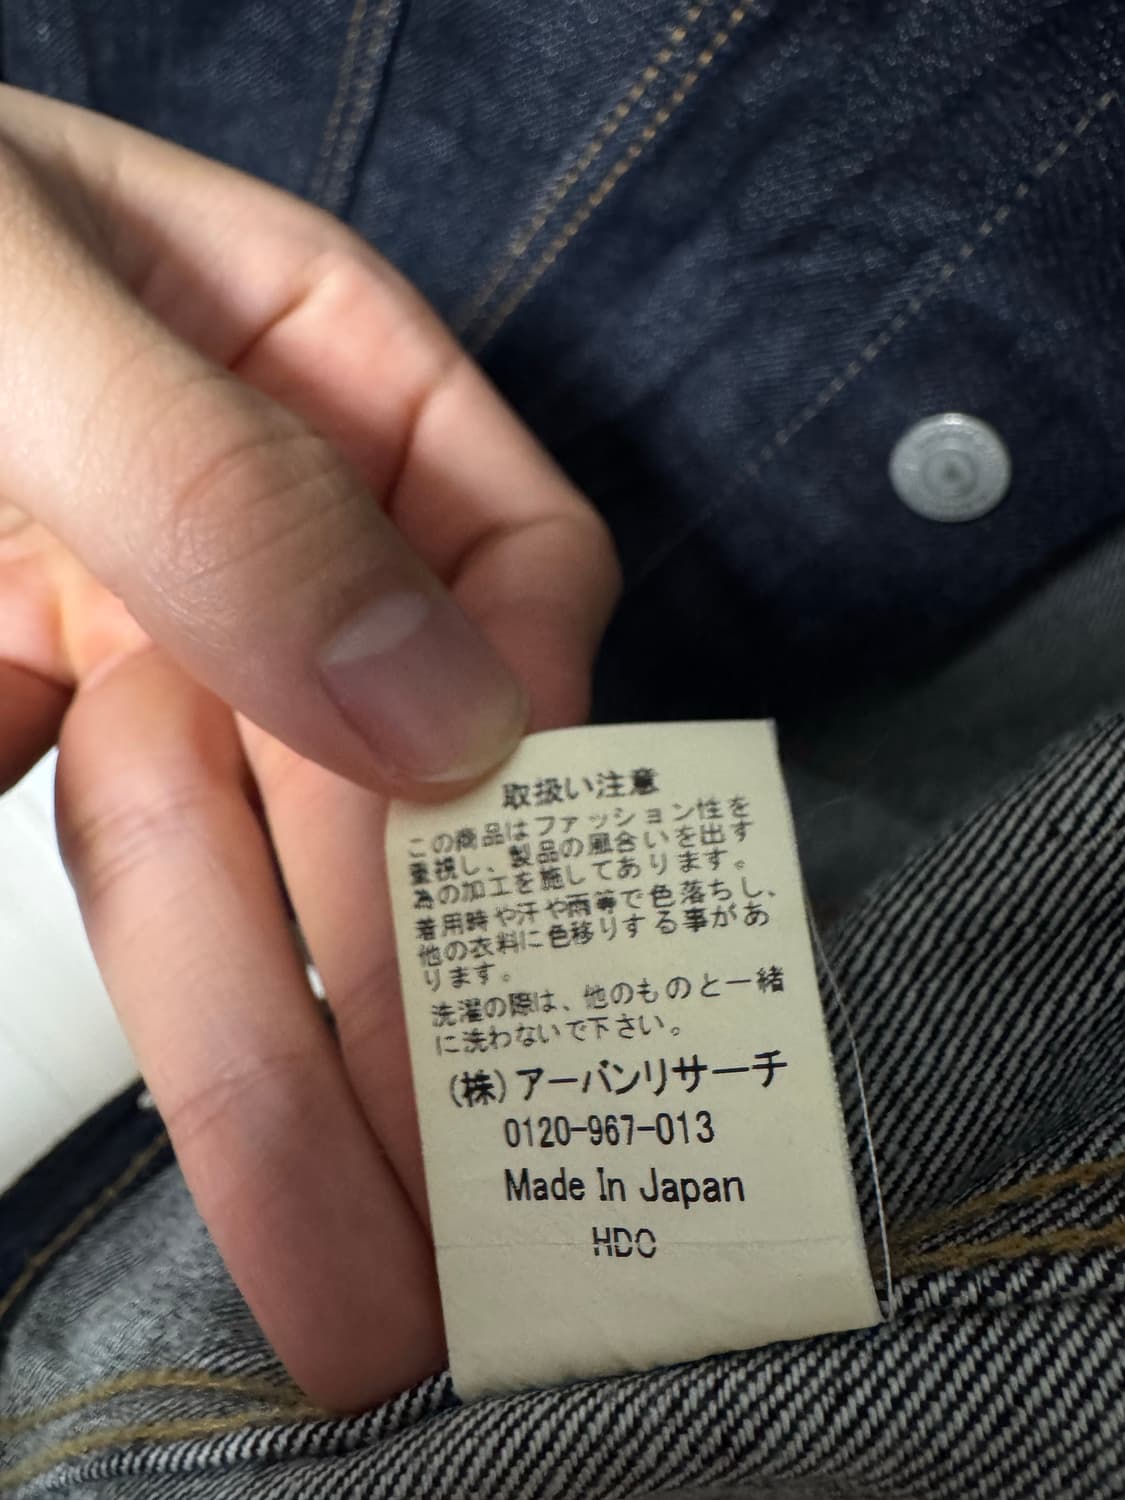 取扱い注意
この商品はファッション性を
重視し、製品の風合いを出す
為の加工を施してあります。
着用時や汗や雨等で色落ちし、
他の衣料に色移りする事があ
ります。
洗濯の際は、他のものと一緒
に洗わないで下さい。
(株)アーバンリサーチ
0120-967-013
Made In Japan
HDO